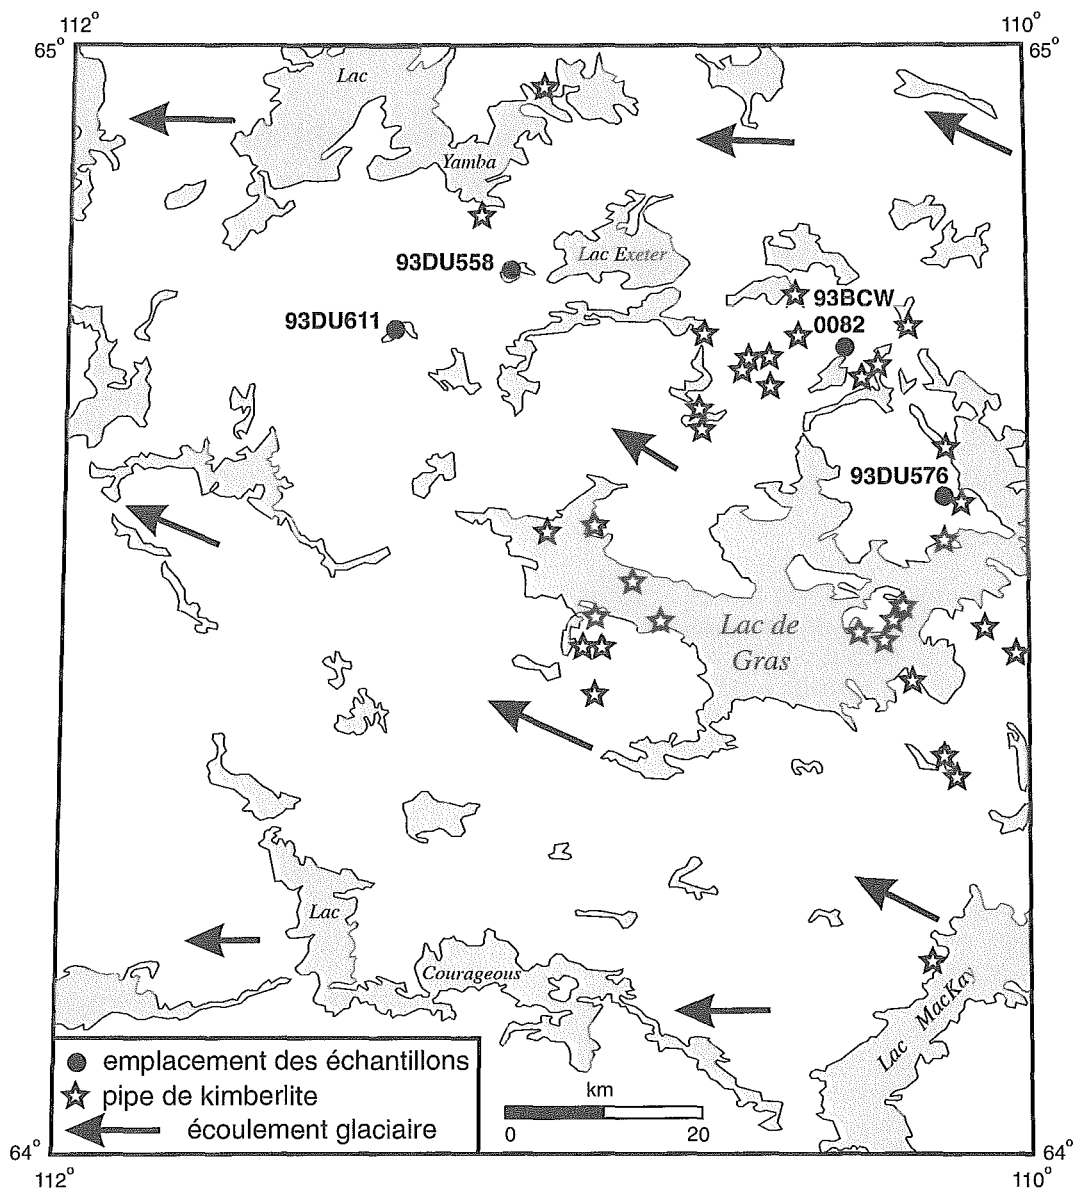 112°
110°
65°
65°
Lac
Yamba
Lac Exeter
93DU558
93BCW
0082
93DU611
93DU576
Lac de
Gras
Lac
Courageous
Lac MacKay
emplacement des échantillons
pipe de kimberlite
écoulement glaciaire
km
0
20
64°
64°
112°
110°